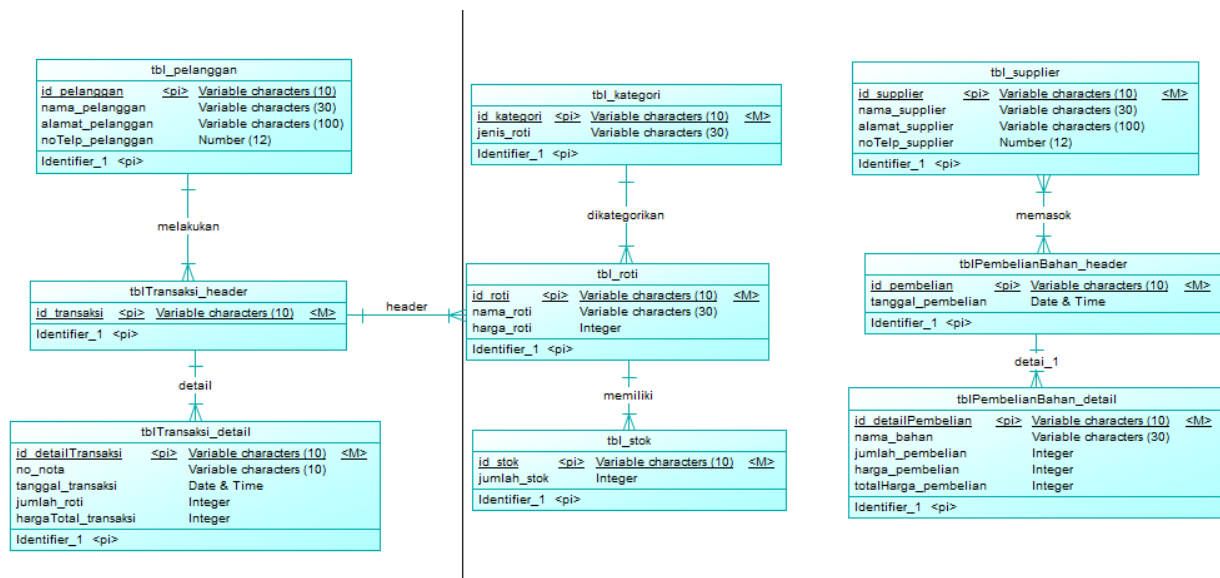 tbl_pelanggan
id_pelanggan <pi> Variable characters (10)
nama_pelanggan Variable characters (30)
alamat_pelanggan Variable characters (100)
noTelp_pelanggan Number (12)
Identifier_1 <pi>
melakukan
tblTransaksi_header
id_transaksi <pi> Variable characters (10) <M>
Identifier_1 <pi>
header
detail
tblTransaksi_detail
id_detailTransaksi <pi> Variable characters (10) <M>
no_nota Variable characters (10)
tanggal_transaksi Date & Time
jumlah_roti Integer
hargaTotal_transaksi Integer
Identifier_1 <pi>
tbl_kategori
id_kategori <pi> Variable characters (10) <M>
jenis_roti Variable characters (30)
Identifier_1 <pi>
dikategorikan
tbl_roti
id_roti <pi> Variable characters (10) <M>
nama_roti Variable characters (30)
harga_roti Integer
Identifier_1 <pi>
memiliki
tbl_stok
id_stok <pi> Variable characters (10) <M>
jumlah_stok Integer
Identifier_1 <pi>
tbl_supplier
id_supplier <pi> Variable characters (10) <M>
nama_supplier Variable characters (30)
alamat_supplier Variable characters (100)
noTelp_supplier Number (12)
Identifier_1 <pi>
memasok
tblPembelianBahan_header
id_pembelian <pi> Variable characters (10) <M>
tanggal_pembelian Date & Time
Identifier_1 <pi>
detai_1
tblPembelianBahan_detail
id_detailPembelian <pi> Variable characters (10) <M>
nama_bahan Variable characters (30)
jumlah_pembelian Integer
harga_pembelian Integer
totalHarga_pembelian Integer
Identifier_1 <pi>